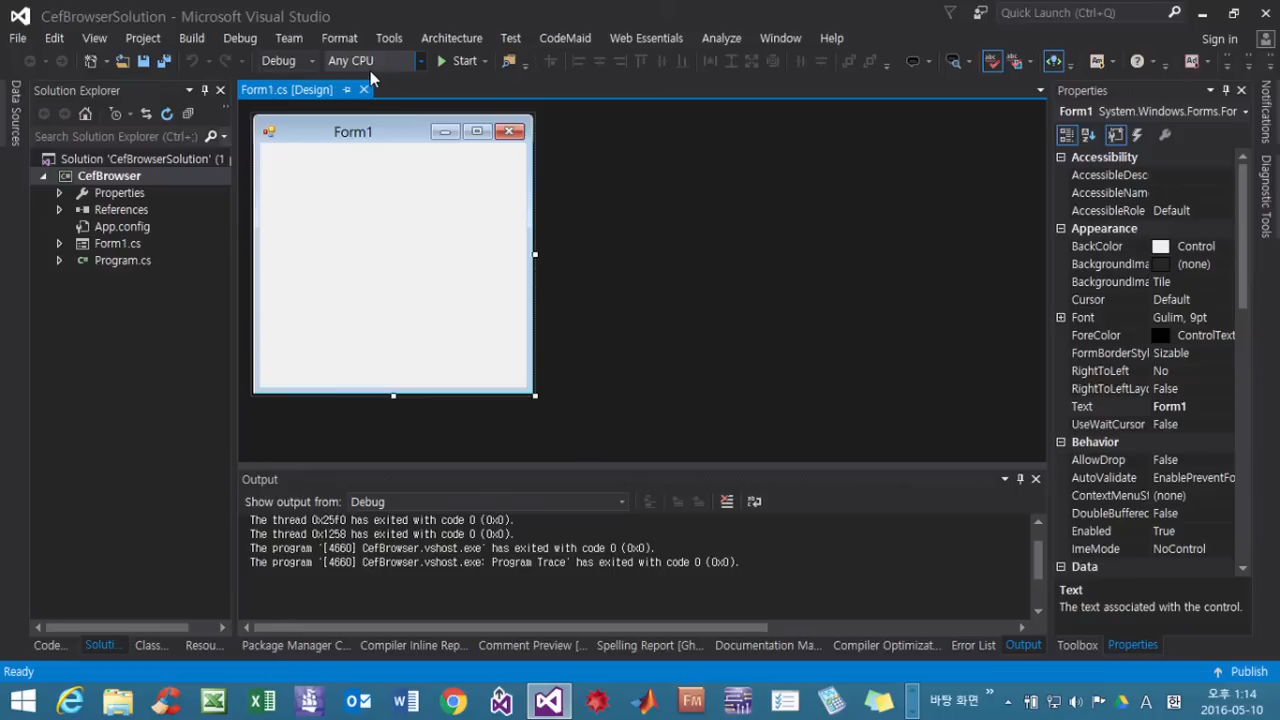 CefBrowserSolution - Microsoft Visual Studio
Quick Launch (Ctrl+Q)
File Edit View Project Build Debug Team Format Tools Architecture Test CodeMaid Web Essentials Analyze Window Help
Sign in
Debug Any CPU Start
Data Sources
Solution Explorer
Search Solution Explorer (Ctrl+;)
Solution 'CefBrowserSolution' (1
CefBrowser
Properties
References
App.config
Form1.cs
Program.cs
Form1.cs [Design]
Form1
Output
Show output from: Debug
The thread 0x25f0 has exited with code 0 (0x0).
The thread 0x1258 has exited with code 0 (0x0).
The program '[4660] CefBrowser.vshost.exe' has exited with code 0 (0x0).
The program '[4660] CefBrowser.vshost.exe: Program Trace' has exited with code 0 (0x0).
Properties
Form1 System.Windows.Forms.For
Accessibility
AccessibleDesc
AccessibleNam
AccessibleRole Default
Appearance
BackColor Control
BackgroundIma (none)
BackgroundIma Tile
Cursor Default
Font Gulim, 9pt
ForeColor ControlText
FormBorderStyl Sizable
RightToLeft No
RightToLeftLay False
Text Form1
UseWaitCursor False
Behavior
AllowDrop False
AutoValidate EnablePreventFo
ContextMenuS (none)
DoubleBuffered False
Enabled True
ImeMode NoControl
Data
Text
The text associated with the control.
Notifications
Diagnostic Tools
Code... Soluti... Class... Resou...
Package Manager C... Compiler Inline Rep... Comment Preview [... Spelling Report [Gh... Documentation Ma... Compiler Optimizat... Error List Output
Toolbox Properties
Ready
Publish
바탕 화면
A 한
오후 1:14
2016-05-10